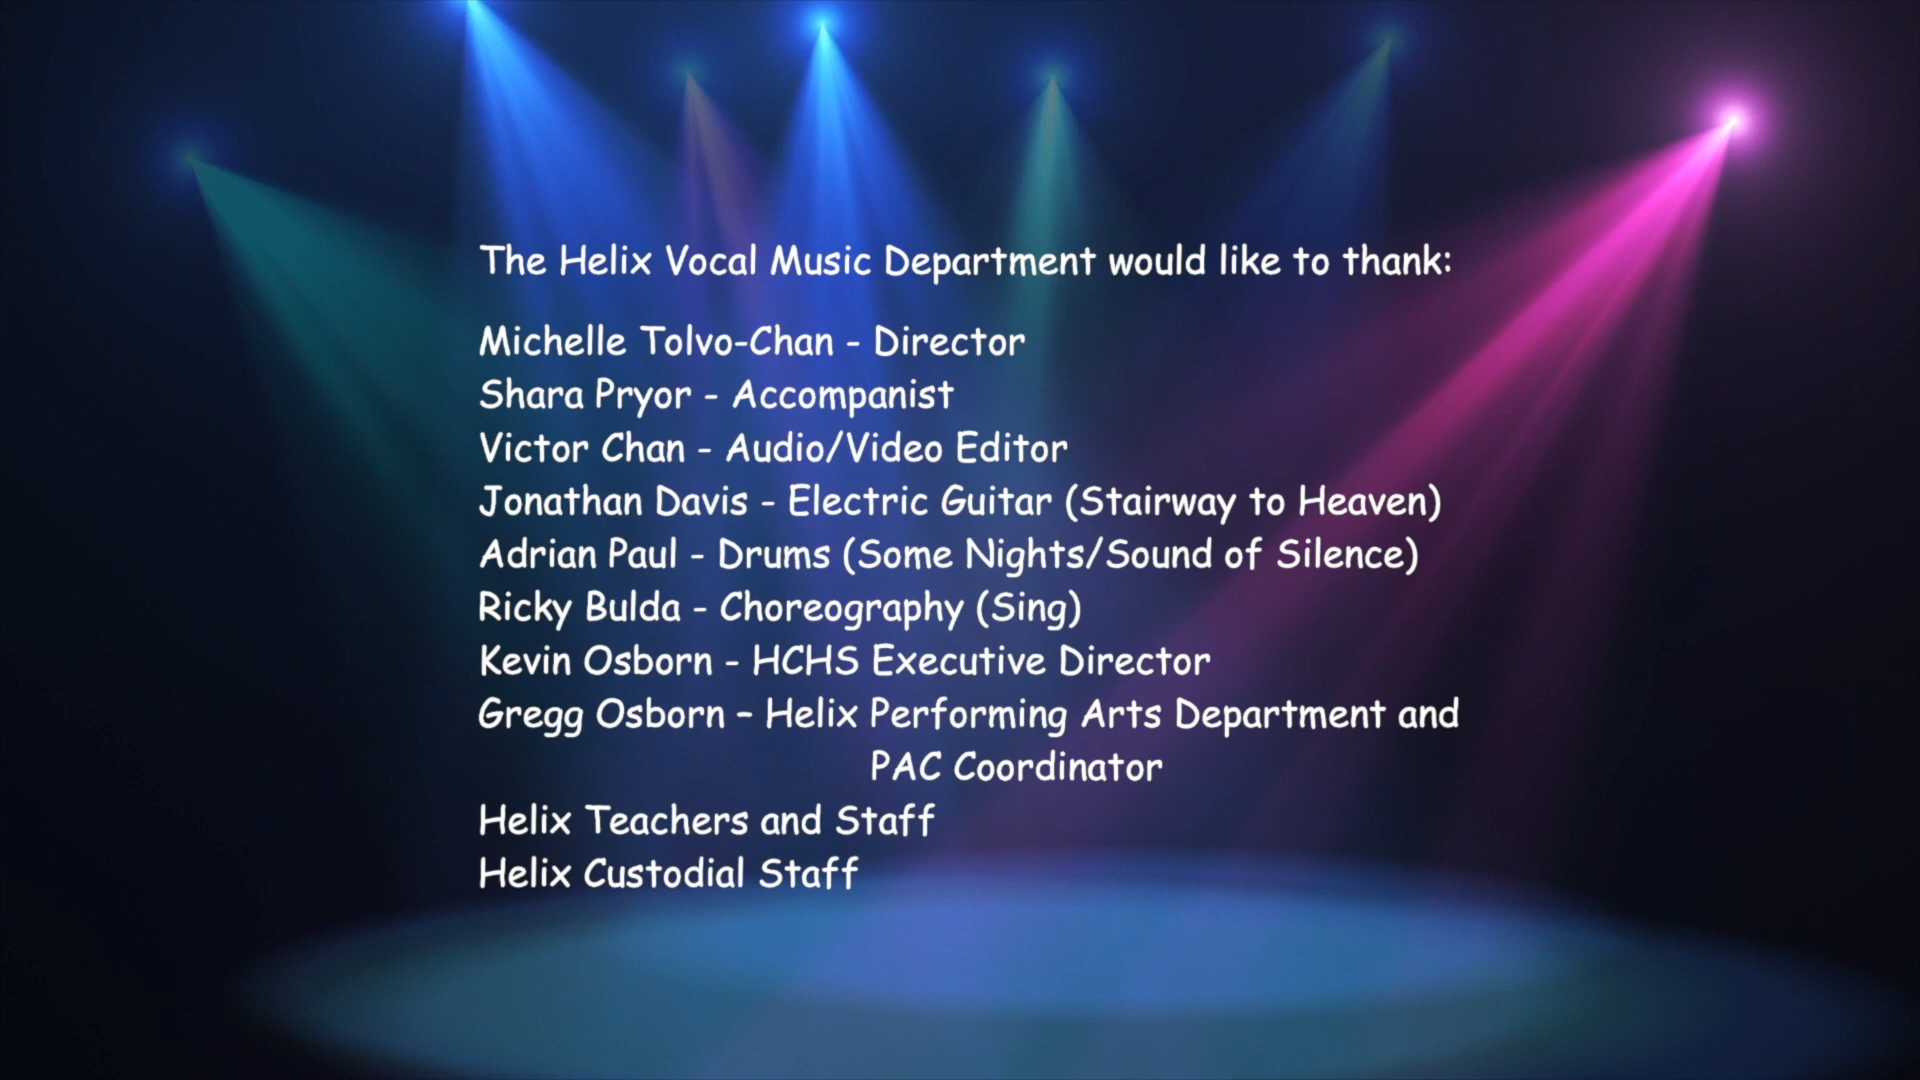 The Helix Vocal Music Department would like to thank:
Michelle Tolvo-Chan - Director
Shara Pryor - Accompanist
Victor Chan - Audio/Video Editor
Jonathan Davis - Electric Guitar (Stairway to Heaven)
Adrian Paul - Drums (Some Nights/Sound of Silence)
Ricky Bulda - Choreography (Sing)
Kevin Osborn - HCHS Executive Director
Gregg Osborn – Helix Performing Arts Department and
PAC Coordinator
Helix Teachers and Staff
Helix Custodial Staff